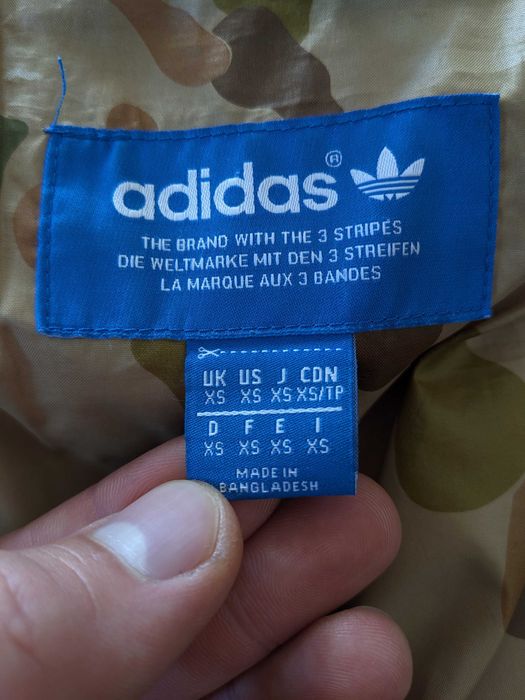 adidas®
THE BRAND WITH THE 3 STRIPES
DIE WELTMARKE MIT DEN 3 STREIFEN
LA MARQUE AUX 3 BANDES
UK US J CDN
XS XS XS XS/TP
D F E I
XS XS XS XS
MADE IN
BANGLADESH